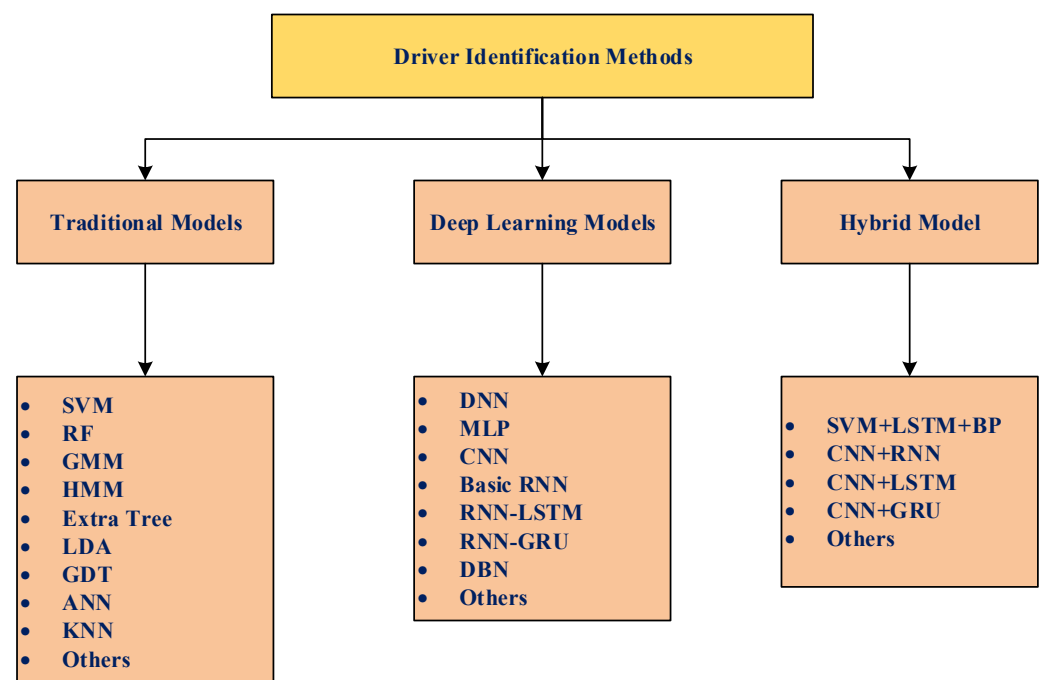 Driver Identification Methods
Traditional Models
Deep Learning Models
Hybrid Model
• SVM
• RF
• GMM
• HMM
• Extra Tree
• LDA
• GDT
• ANN
• KNN
• Others
• DNN
• MLP
• CNN
• Basic RNN
• RNN-LSTM
• RNN-GRU
• DBN
• Others
• SVM+LSTM+BP
• CNN+RNN
• CNN+LSTM
• CNN+GRU
• Others